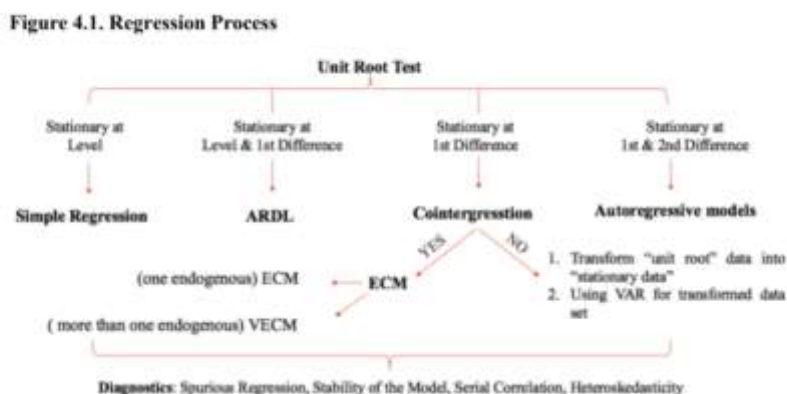 Figure 4.1. Regression Process
Unit Root Test
Stationary at
Level
Stationary at
Level & 1st Difference
Stationary at
1st Difference
Stationary at
1st & 2nd Difference
Simple Regression
ARDL
Cointergresstion
Autoregressive models
YES
NO
(one endogenous) ECM
ECM
( more than one endogenous) VECM
1. Transform "unit root" data into
"stationary data"
2. Using VAR for transformed data
set
Diagnostics: Spurious Regression, Stability of the Model, Serial Correlation, Heteroskedasticity